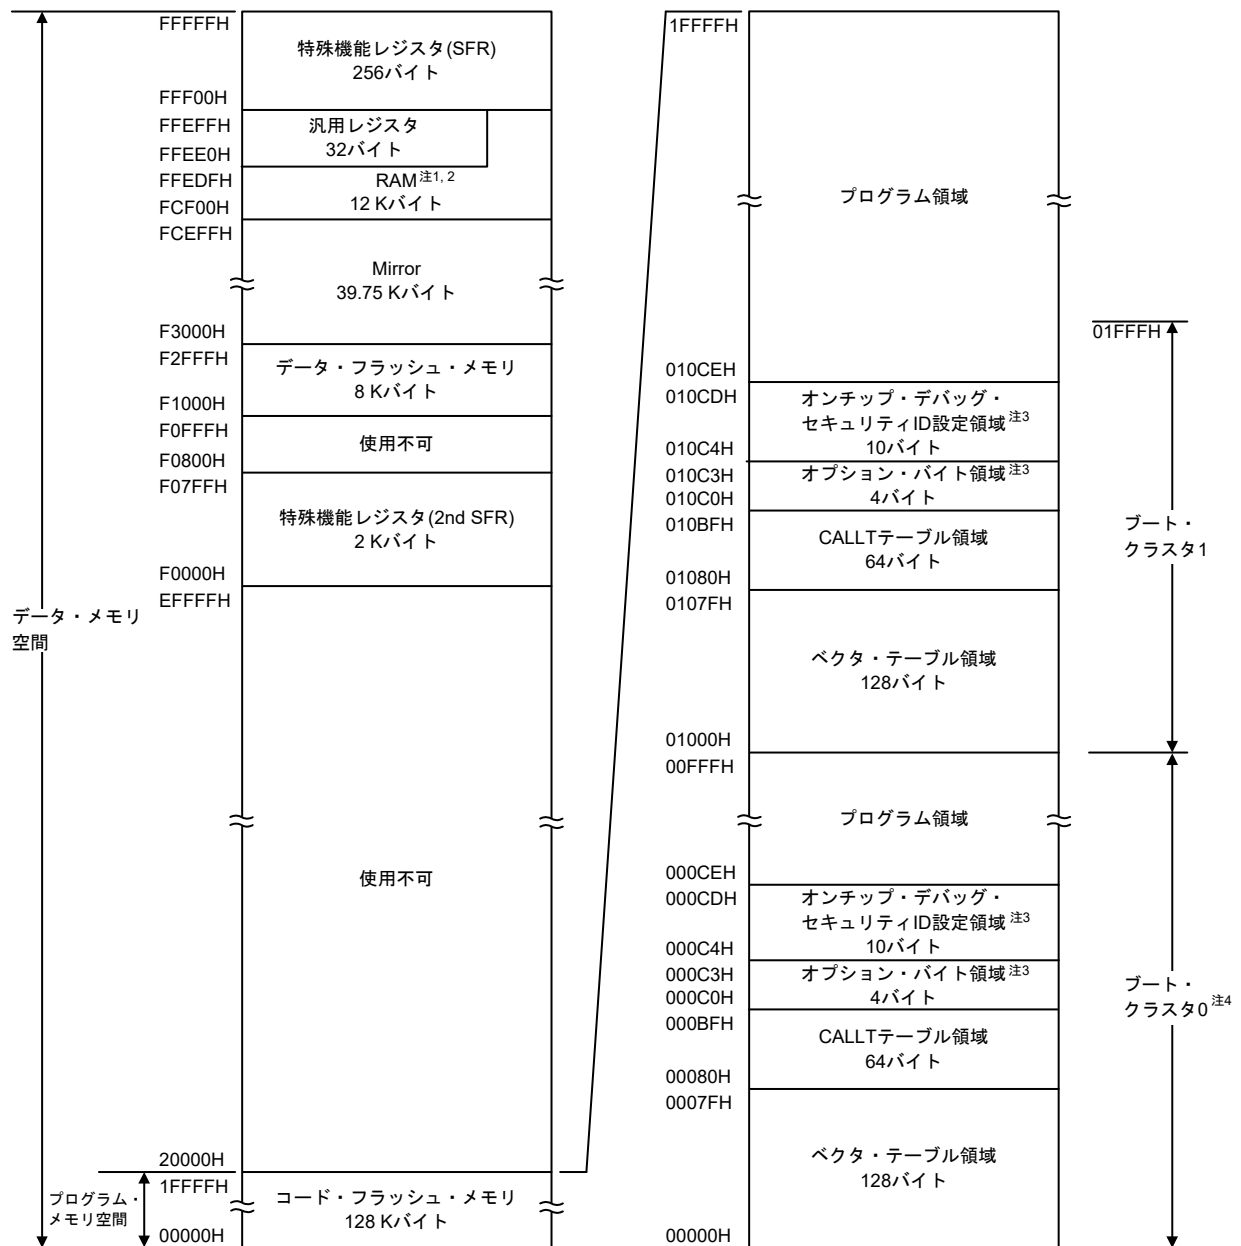 FFFFFH
特殊機能レジスタ(SFR)
256バイト
FFF00H
FFEFFH
汎用レジスタ
32バイト
FFEE0H
FFEDFH
RAM 注1, 2
12 Kバイト
FCF00H
FCEFFH
Mirror
39.75 Kバイト
F3000H
F2FFFH
データ・フラッシュ・メモリ
8 Kバイト
F1000H
F0FFFH
使用不可
F0800H
F07FFH
特殊機能レジスタ(2nd SFR)
2 Kバイト
F0000H
EFFFFH
データ・メモリ
空間
使用不可
20000H
1FFFFH
プログラム・
メモリ空間
コード・フラッシュ・メモリ
128 Kバイト
00000H
1FFFFH
プログラム領域
01FFFH
010CEH
010CDH
オンチップ・デバッグ・
セキュリティID設定領域 注3
10バイト
010C4H
010C3H
オプション・バイト領域 注3
4バイト
010C0H
010BFH
CALLTテーブル領域
64バイト
01080H
0107FH
ブート・
クラスタ1
ベクタ・テーブル領域
128バイト
01000H
00FFFH
プログラム領域
000CEH
000CDH
オンチップ・デバッグ・
セキュリティID設定領域 注3
10バイト
000C4H
000C3H
オプション・バイト領域 注3
4バイト
000C0H
000BFH
CALLTテーブル領域
64バイト
00080H
0007FH
ブート・
クラスタ0 注4
ベクタ・テーブル領域
128バイト
00000H